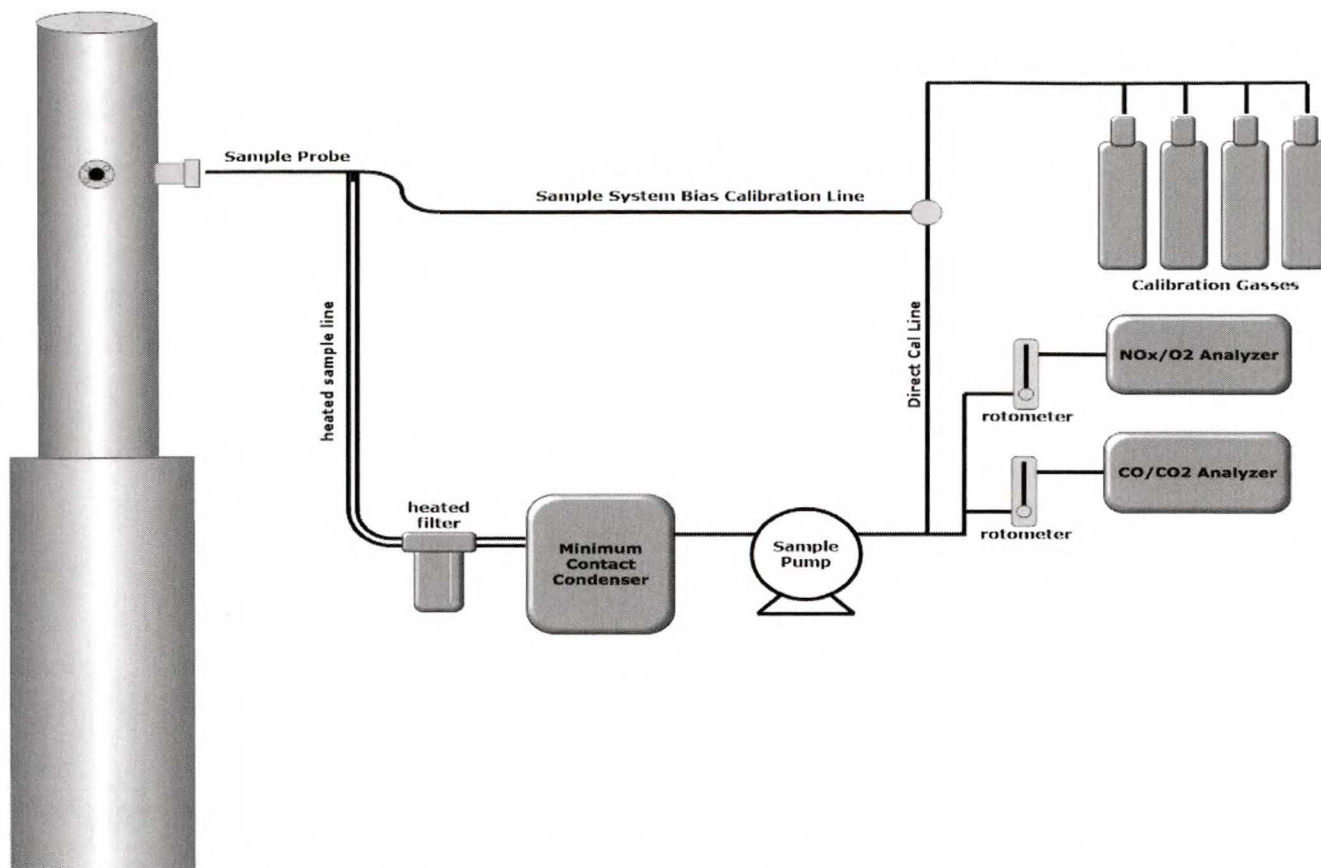 Sample Probe
Sample System Bias Calibration Line
Calibration Gasses
heated sample line
Direct Cal Line
NOx/O2 Analyzer
rotometer
CO/CO2 Analyzer
rotometer
heated
filter
Minimum
Contact
Condenser
Sample
Pump